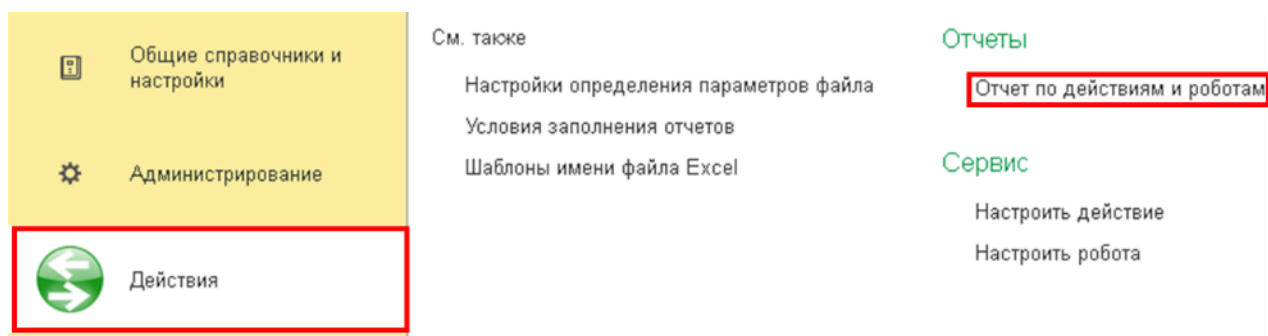 Общие справочники и
настройки
Администрирование
Действия
См. также
Настройки определения параметров файла
Условия заполнения отчетов
Шаблоны имени файла Excel
Отчеты
Отчет по действиям и роботам
Сервис
Настроить действие
Настроить робота